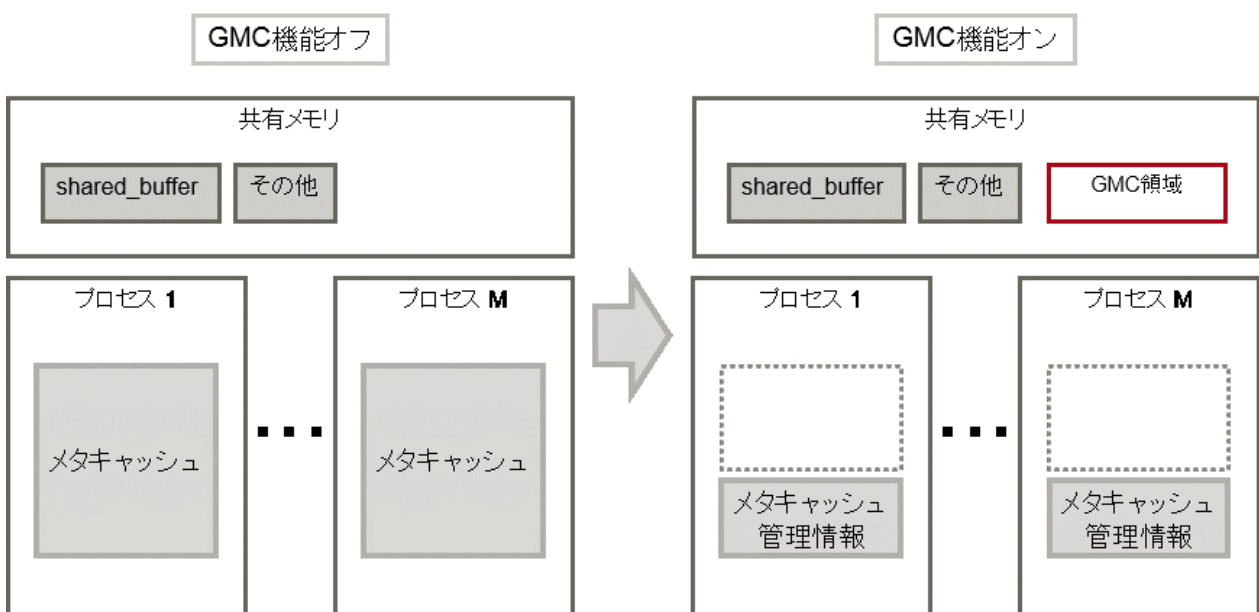 GMC機能オフ
共有メモリ
shared_buffer
その他
プロセス 1
プロセス M
メタキャッシュ
メタキャッシュ
GMC機能オン
共有メモリ
shared_buffer
その他
GMC領域
プロセス 1
プロセス M
メタキャッシュ
管理情報
メタキャッシュ
管理情報